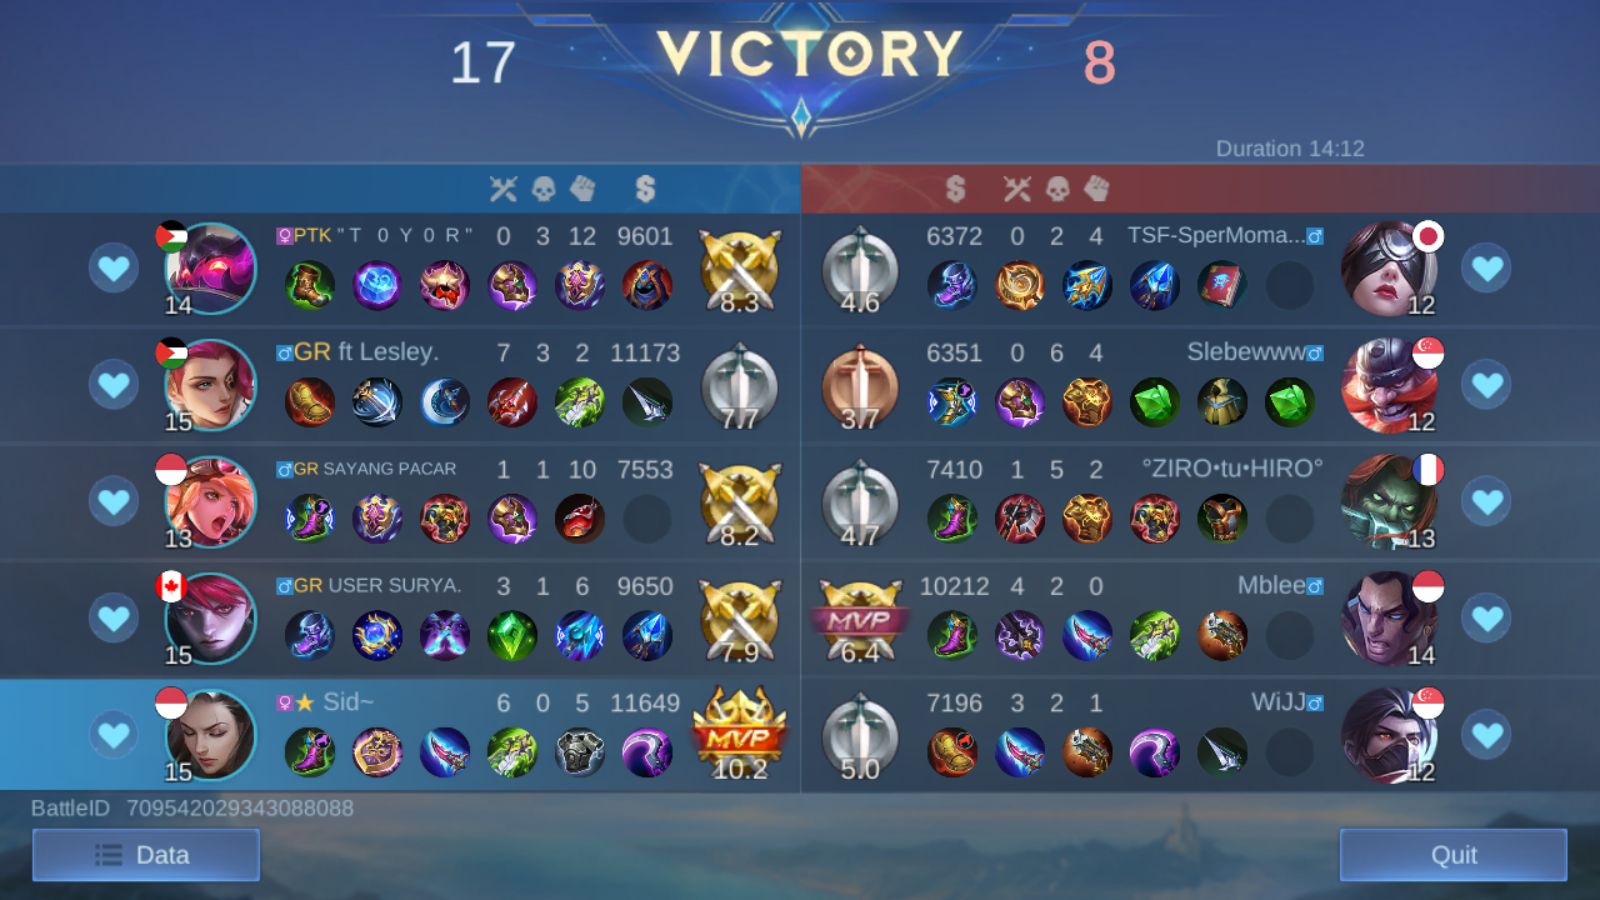 17 VICTORY 8
Duration 14:12
PTK "T 0 Y 0 R" 0 3 12 9601
14 8.3
4.6 6372 0 2 4 TSF-SperMoma... 12
GR ft Lesley. 7 3 2 11173
15 7.7
3.7 6351 0 6 4 Slebewww 12
GR SAYANG PACAR 1 1 10 7553
13 8.2
4.7 7410 1 5 2 °ZIRO•tu•HIRO° 13
GR USER SURYA. 3 1 6 9650
15 7.9
MVP 6.4 10212 4 2 0 Mblee 14
Sid~ 6 0 5 11649
15 MVP 10.2
5.0 7196 3 2 1 WiJJ 12
BattleID 709542029343088088
Data
Quit